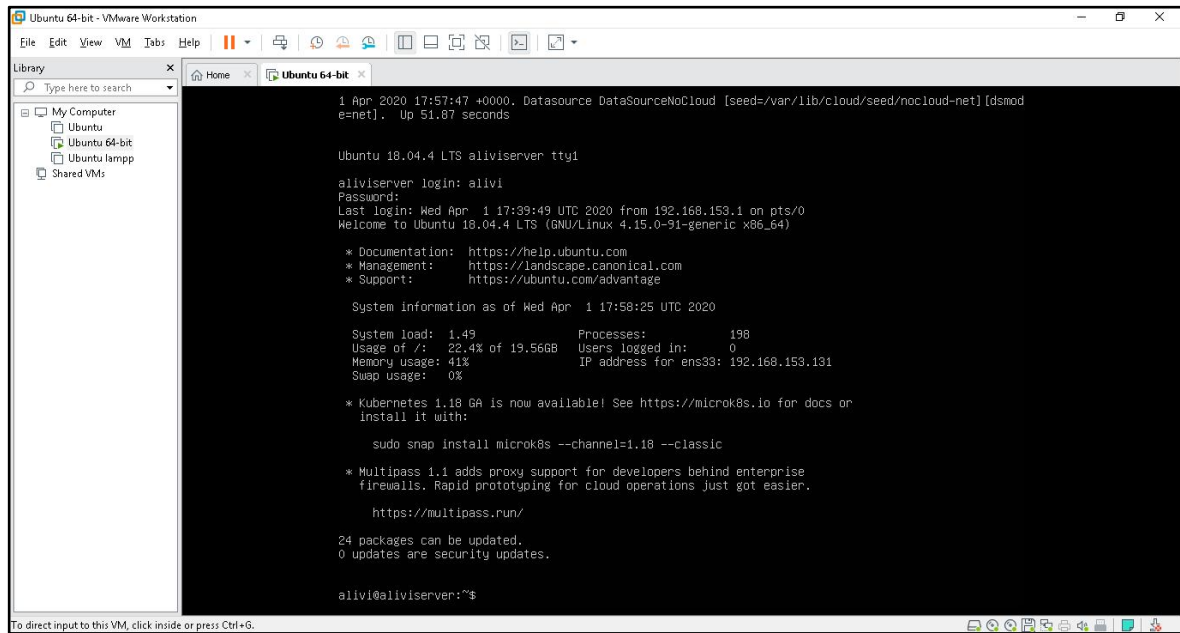 Ubuntu 64-bit - VMware Workstation
File Edit View VM Tabs Help
Library
Type here to search
My Computer
Ubuntu
Ubuntu 64-bit
Ubuntu lampp
Shared VMs
Home Ubuntu 64-bit
1 Apr 2020 17:57:47 +0000. Datasource DataSourceNoCloud [seed=/var/lib/cloud/seed/nocloud-net][dsmod
e=net].  Up 51.87 seconds
Ubuntu 18.04.4 LTS aliviserver tty1
aliviserver login: alivi
Password:
Last login: Wed Apr  1 17:39:49 UTC 2020 from 192.168.153.1 on pts/0
Welcome to Ubuntu 18.04.4 LTS (GNU/Linux 4.15.0-91-generic x86_64)
* Documentation:  https://help.ubuntu.com
* Management:     https://landscape.canonical.com
* Support:        https://ubuntu.com/advantage
System information as of Wed Apr  1 17:58:25 UTC 2020
System load:  1.49               Processes:            198
Usage of /:   22.4% of 19.56GB   Users logged in:      0
Memory usage: 41%                IP address for ens33: 192.168.153.131
Swap usage:   0%
* Kubernetes 1.18 GA is now available! See https://microk8s.io for docs or
install it with:
sudo snap install microk8s --channel=1.18 --classic
* Multipass 1.1 adds proxy support for developers behind enterprise
firewalls. Rapid prototyping for cloud operations just got easier.
https://multipass.run/
24 packages can be updated.
0 updates are security updates.
alivi@aliviserver:~$
To direct input to this VM, click inside or press Ctrl+G.